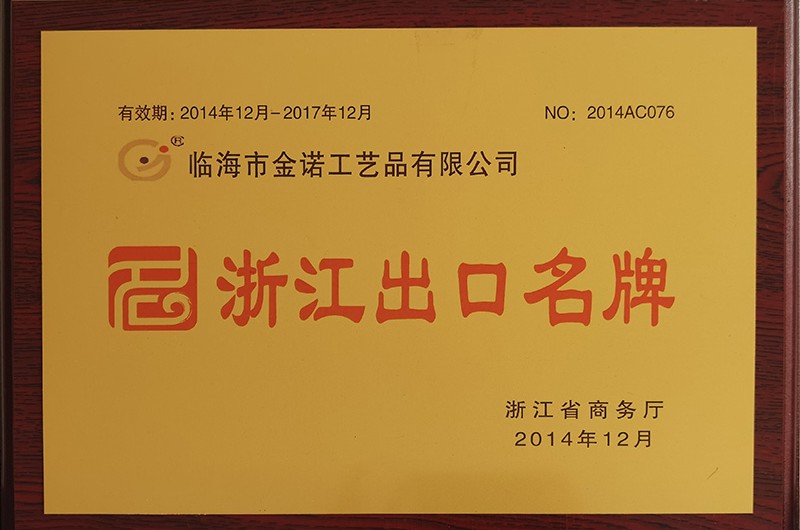 有效期: 2014年12月-2017年12月 NO: 2014AC076
® 临海市金诺工艺品有限公司
浙江出口名牌
浙江省商务厅
2014年12月